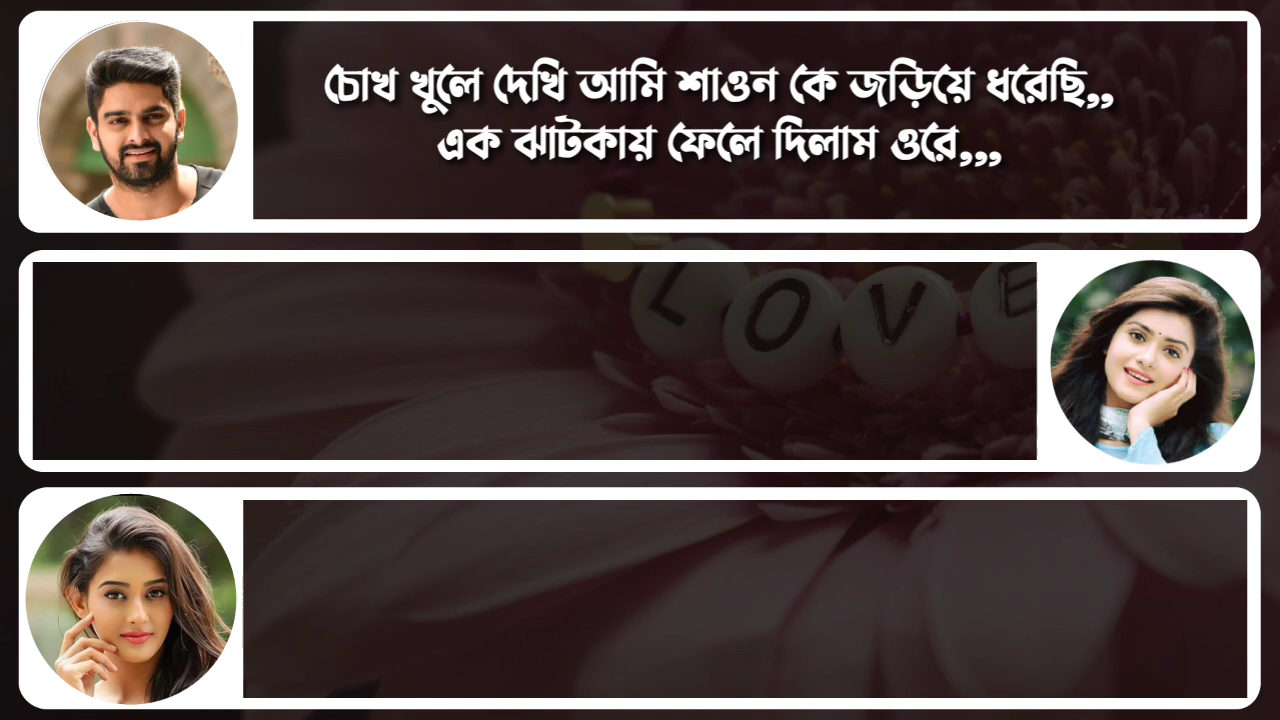 চোখ খুলে দেখি আমি শাওন কে জড়িয়ে ধরেছি,,
এক ঝাটকায় ফেলে দিলাম ওরে,,,
LOVE